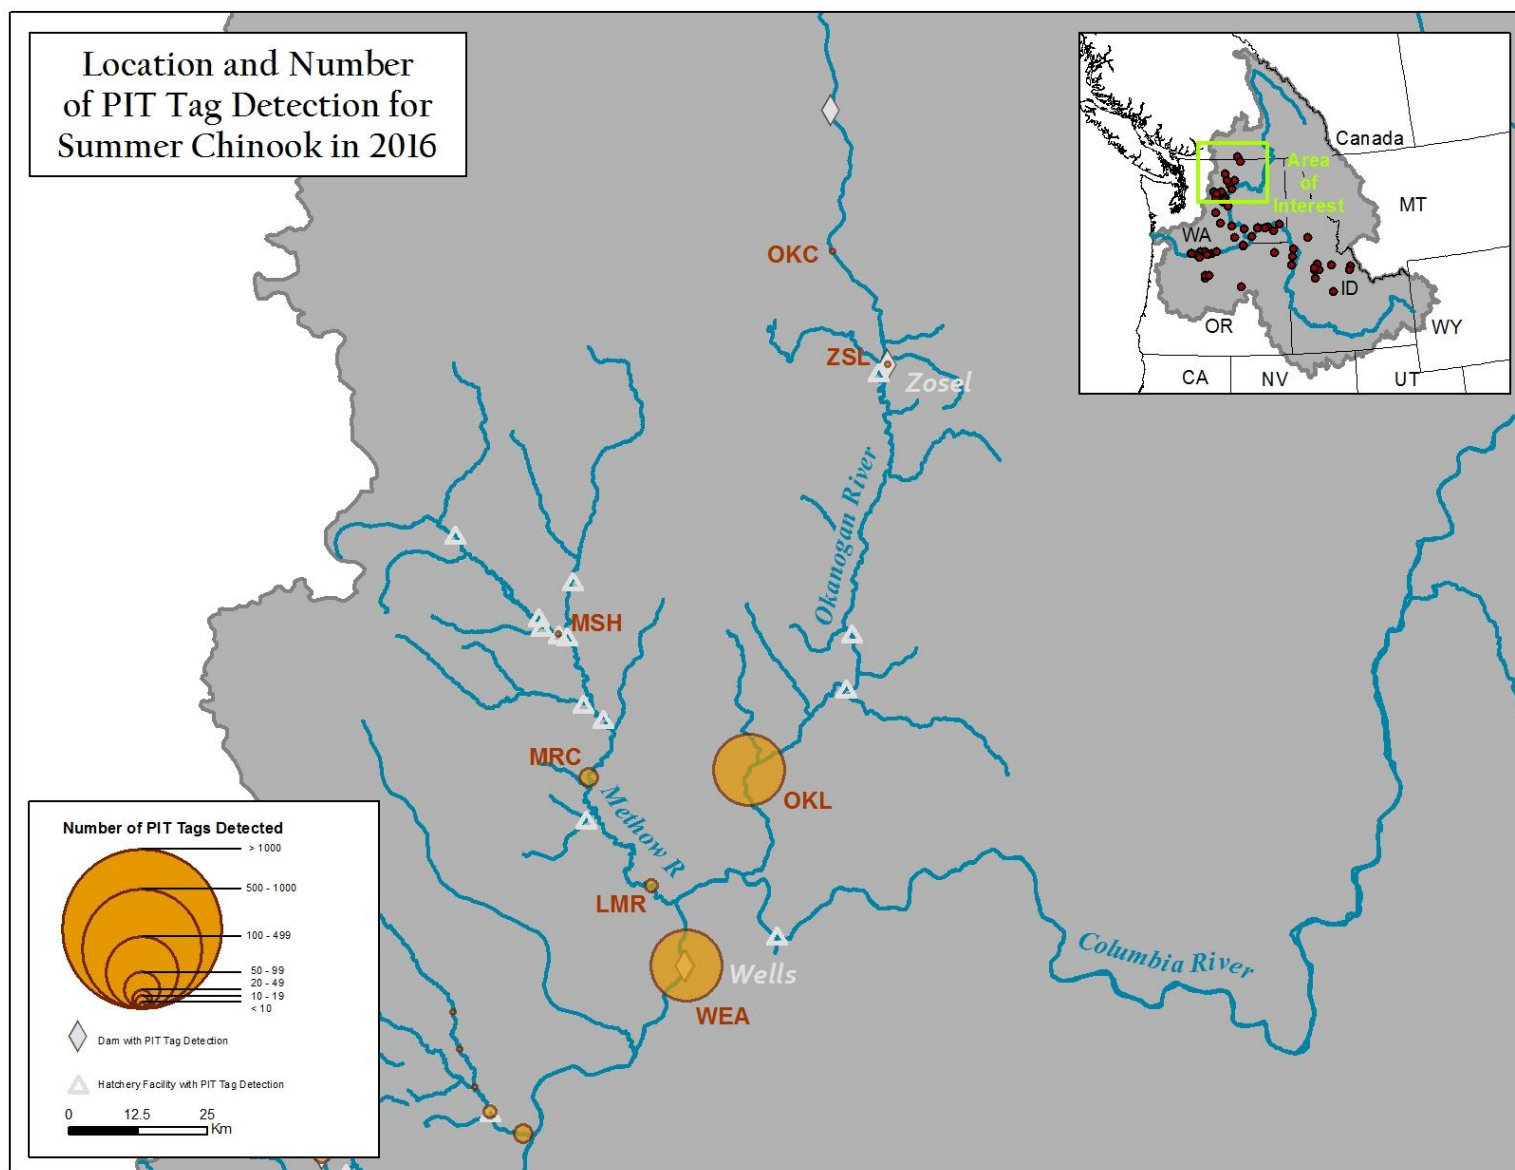 Location and Number
of PIT Tag Detection for
Summer Chinook in 2016
Canada
Area
of
Interest
MT
WA
ID
OR
WY
CA
NV
UT
OKC
ZSL
Zosel
Okanogan River
MSH
MRC
OKL
Methow R
LMR
Wells
WEA
Columbia River
Number of PIT Tags Detected
> 1000
500 - 1000
100 - 499
50 - 99
20 - 49
10 - 19
< 10
Dam with PIT Tag Detection
Hatchery Facility with PIT Tag Detection
0 12.5 25
Km